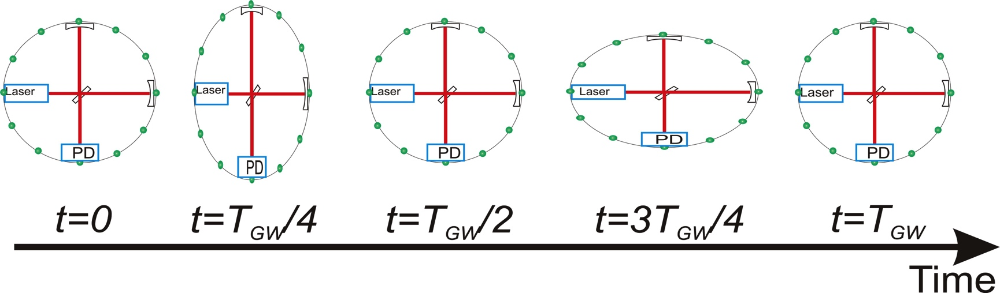 Laser
PD
Laser
PD
Laser
PD
Laser
PD
Laser
PD
t=0
t=T_GW/4
t=T_GW/2
t=3T_GW/4
t=T_GW
Time